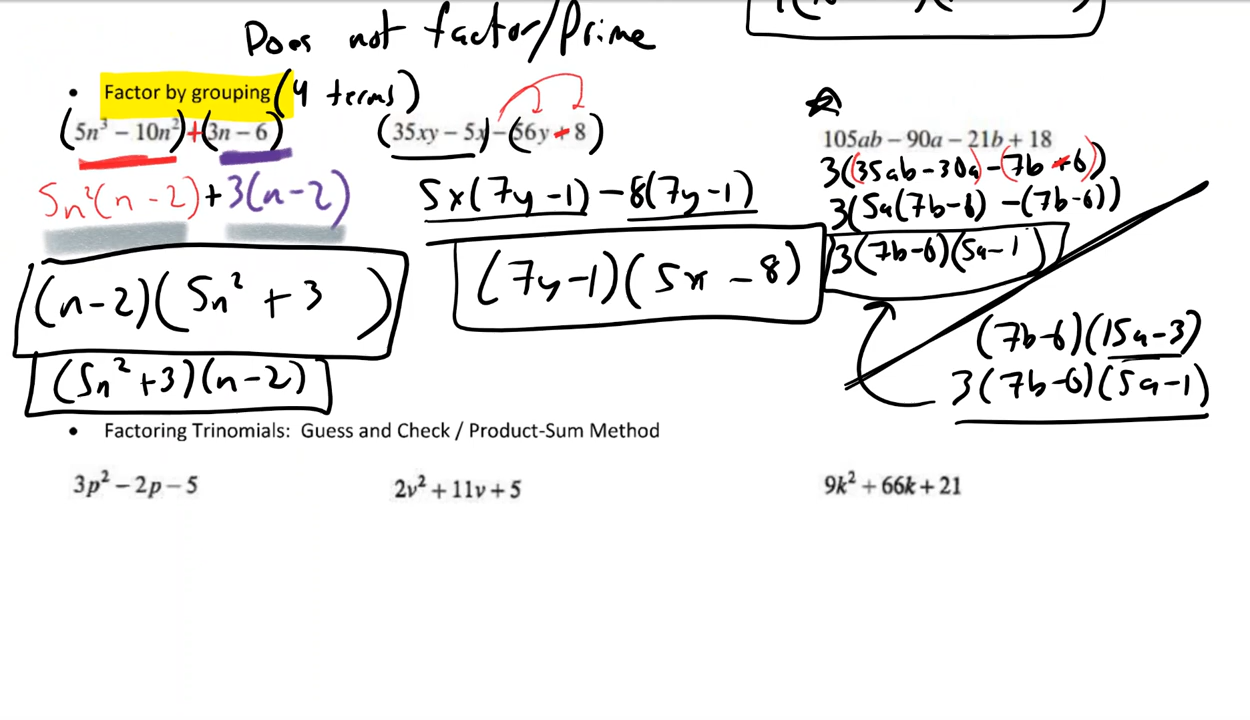 Does not factor/Prime
• Factor by grouping (4 terms)
(5n³ – 10n²) + (3n – 6)
5n²(n – 2) + 3(n – 2)
(n – 2)(5n² + 3 )
(5n² + 3)(n – 2)
(35xy – 5x) – (56y – 8)
5x(7y – 1) – 8(7y – 1)
(7y – 1)(5x – 8)
105ab – 90a – 21b + 18
3((35ab – 30a) – (7b – 6))
3(5a(7b – 6) – (7b – 6))
3(7b – 6)(5a – 1)
(7b – 6)(15a – 3)
3(7b – 6)(5a – 1)
• Factoring Trinomials: Guess and Check / Product-Sum Method
3p² – 2p – 5
2v² + 11v + 5
9k² + 66k + 21